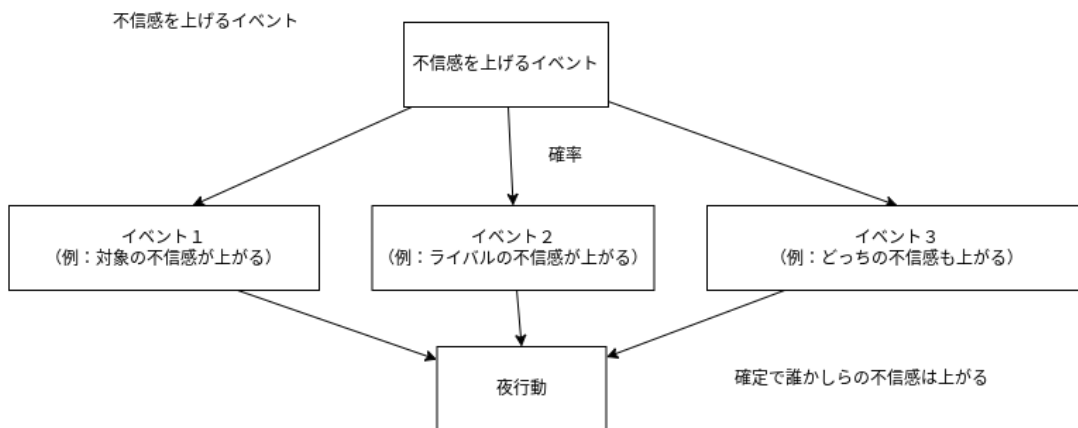 不信感を上げるイベント
不信感を上げるイベント
確率
イベント１
（例：対象の不信感が上がる）
イベント２
（例：ライバルの不信感が上がる）
イベント３
（例：どっちの不信感も上がる）
夜行動
確定で誰かしらの不信感は上がる